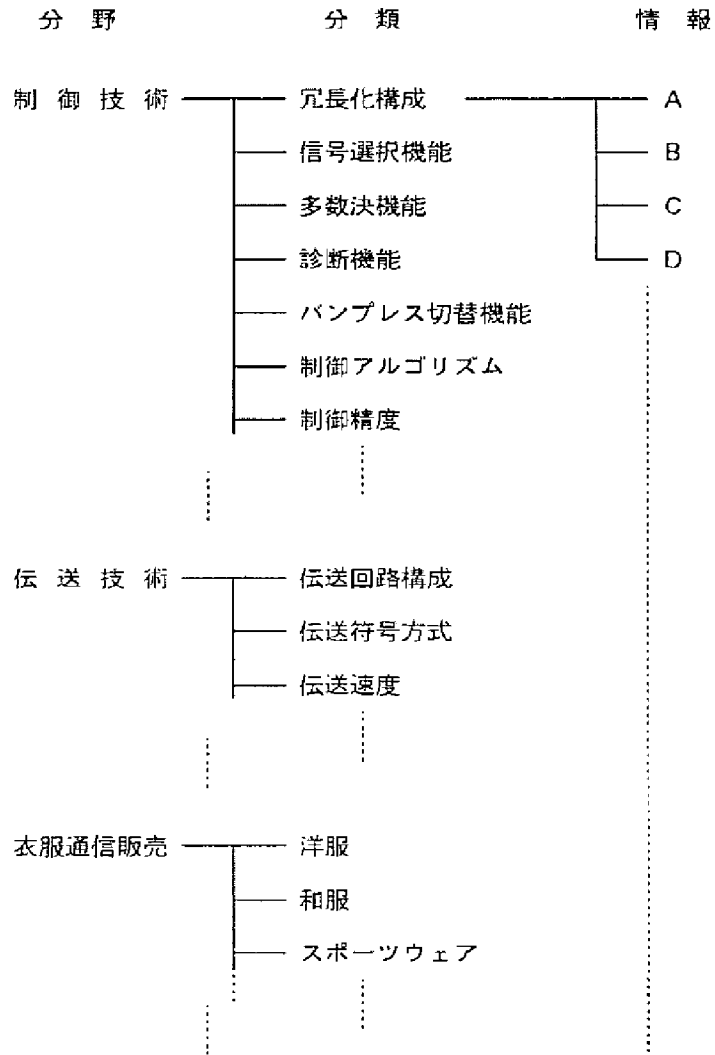 分野 分類 情報
制御技術 冗長化構成 A
信号選択機能 B
多数決機能 C
診断機能 D
バンプレス切替機能
制御アルゴリズム
制御精度
伝送技術 伝送回路構成
伝送符号方式
伝送速度
衣服通信販売 洋服
和服
スポーツウェア